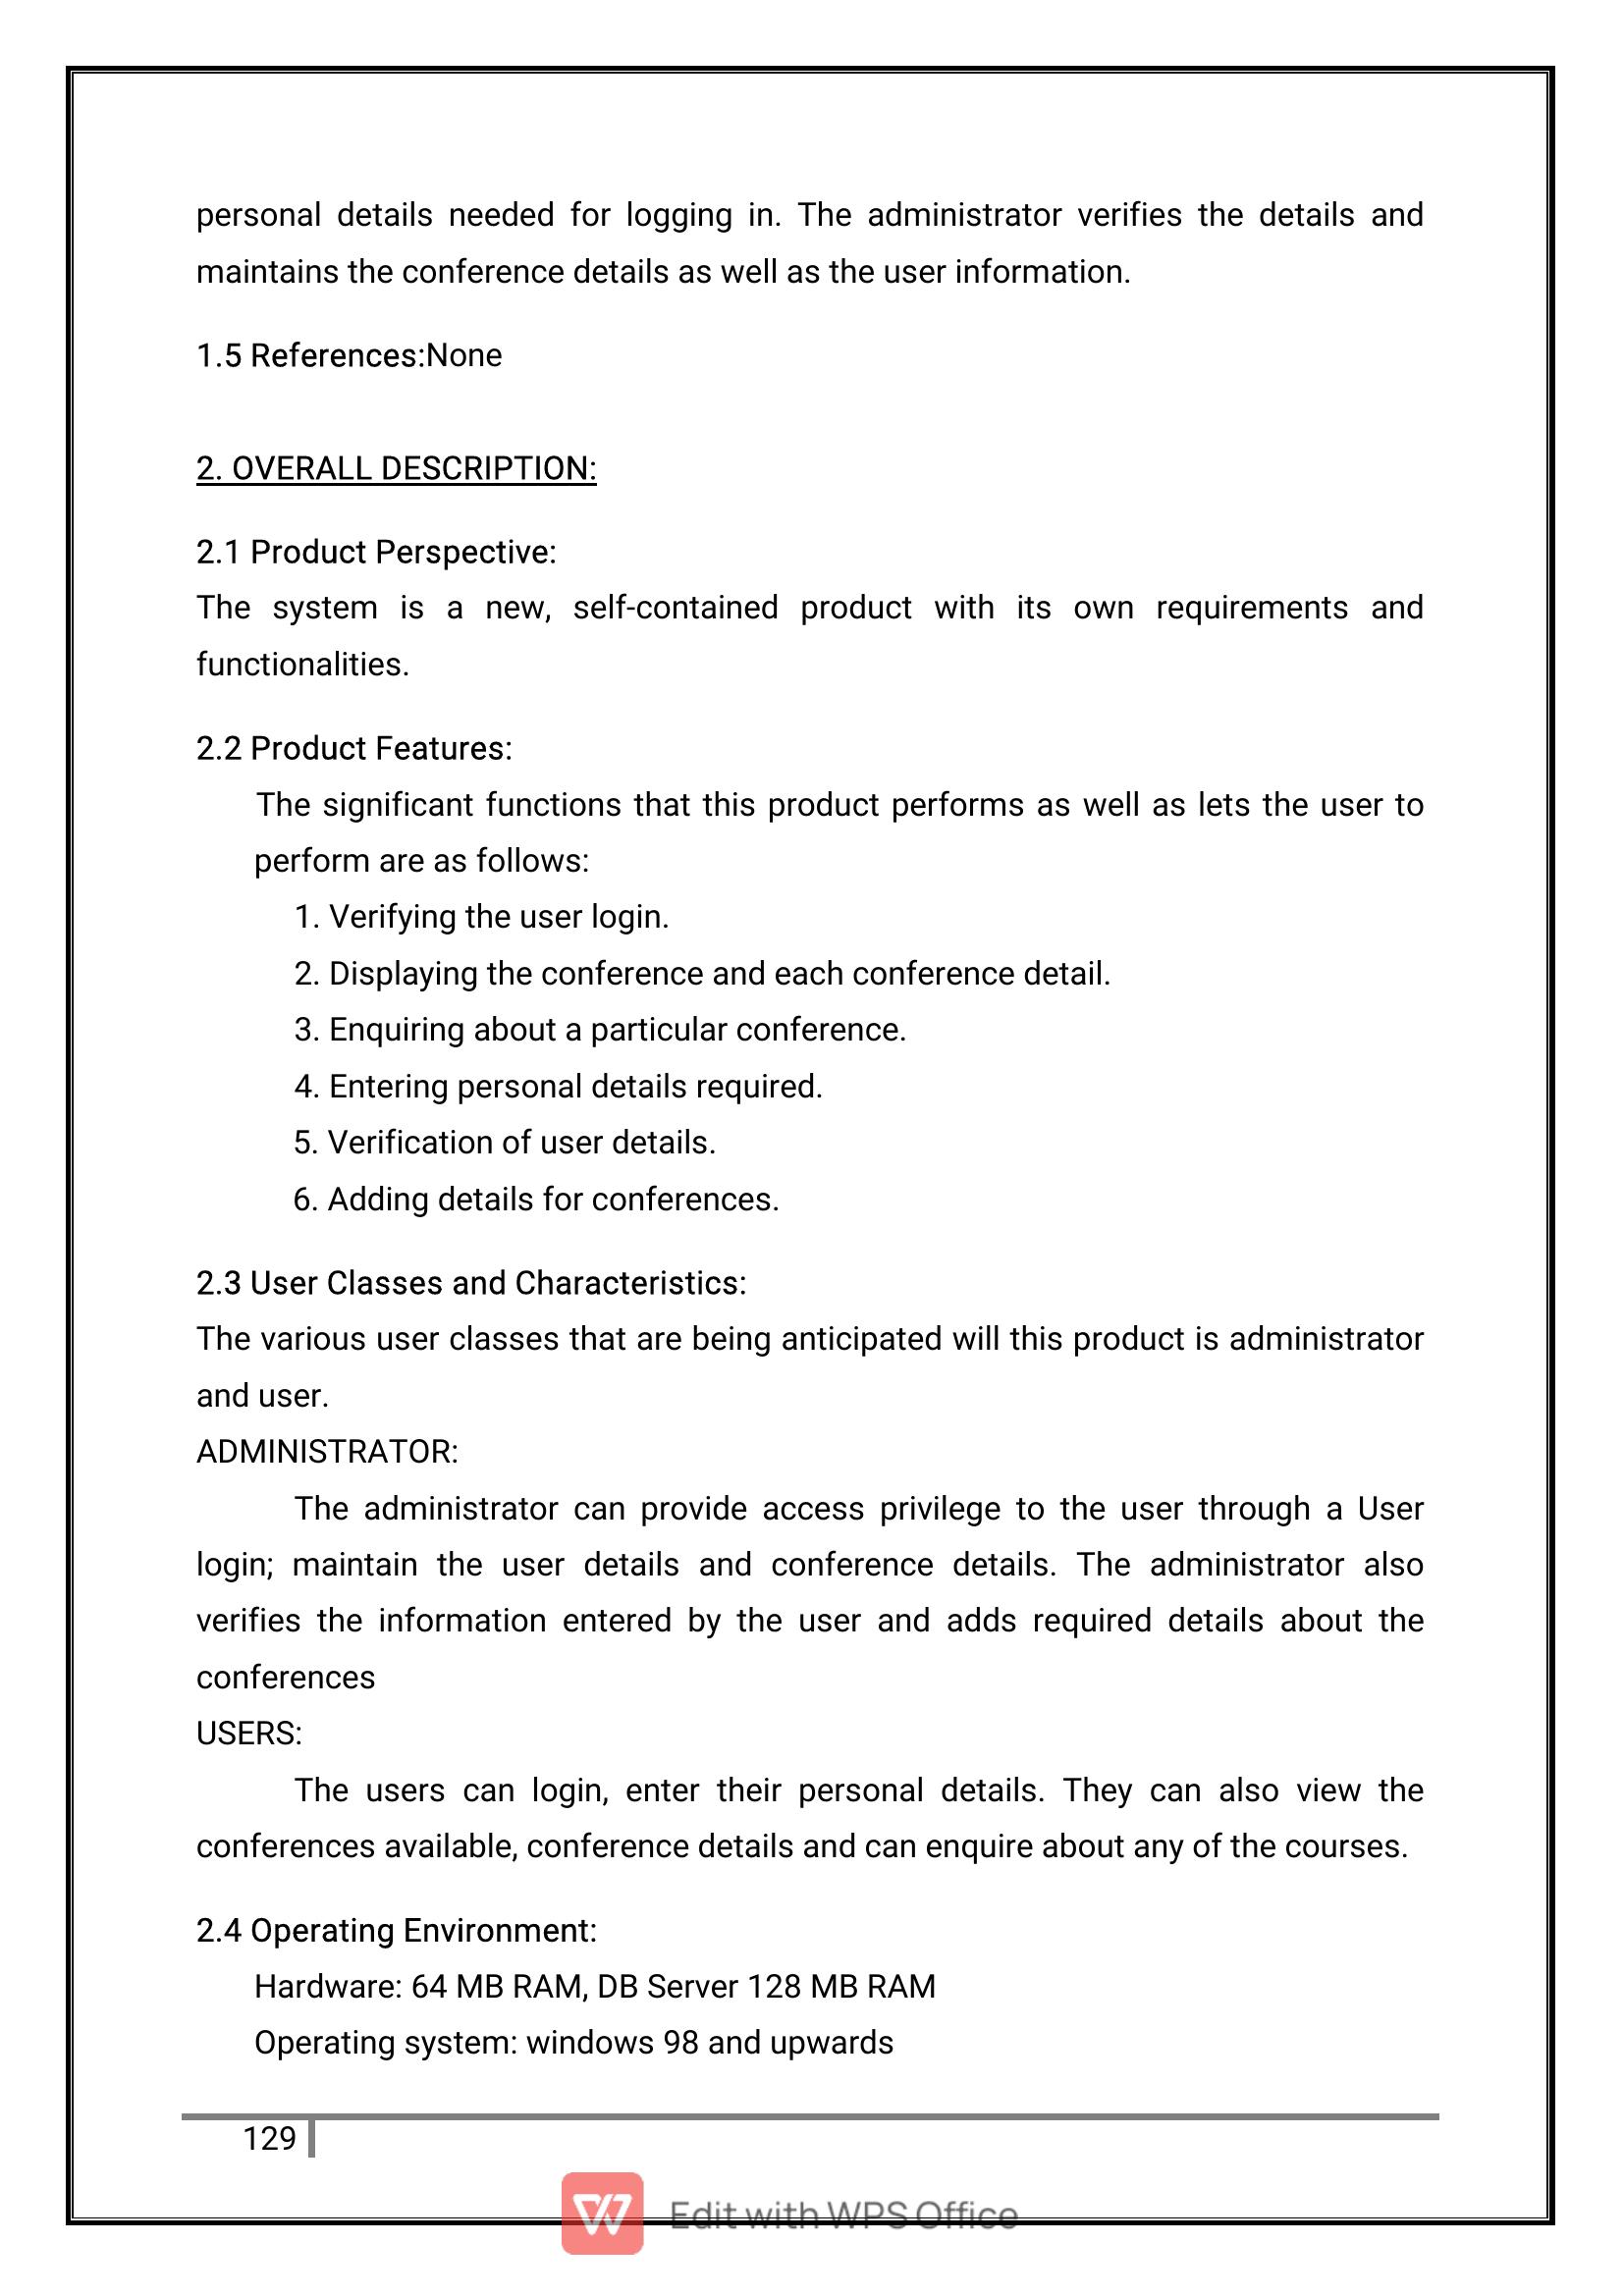 personal details needed for logging in. The administrator verifies the details and
maintains the conference details as well as the user information.
1.5 References:None
2. OVERALL DESCRIPTION:
2.1 Product Perspective:
The system is a new, self-contained product with its own requirements and
functionalities.
2.2 Product Features:
The significant functions that this product performs as well as lets the user to
perform are as follows:
1. Verifying the user login.
2. Displaying the conference and each conference detail.
3. Enquiring about a particular conference.
4. Entering personal details required.
5. Verification of user details.
6. Adding details for conferences.
2.3 User Classes and Characteristics:
The various user classes that are being anticipated will this product is administrator
and user.
ADMINISTRATOR:
The administrator can provide access privilege to the user through a User
login; maintain the user details and conference details. The administrator also
verifies the information entered by the user and adds required details about the
conferences
USERS:
The users can login, enter their personal details. They can also view the
conferences available, conference details and can enquire about any of the courses.
2.4 Operating Environment:
Hardware: 64 MB RAM, DB Server 128 MB RAM
Operating system: windows 98 and upwards
129
Edit with WPS Office